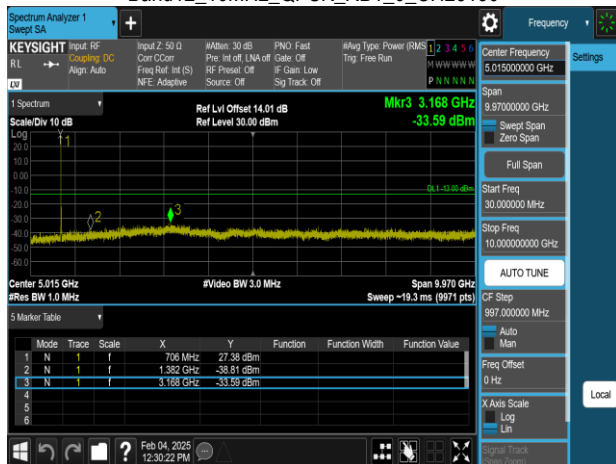 Spectrum Analyzer 1
Swept SA
+
Frequency
KEYSIGHT
RL
LXI
Input: RF
Coupling: DC
Align: Auto
Input Z: 50 Ω
Corr CCorr
Freq Ref: Int (S)
NFE: Adaptive
#Atten: 30 dB
Pre: Int off, LNA off
RF Preset: Off
Source: Off
PNO: Fast
Gate: Off
IF Gain: Low
Sig Track: Off
#Avg Type: Power (RMS
Trig: Free Run
1 2 3 4 5 6
M W W W W W
P N N N N N
1 Spectrum
Scale/Div 10 dB
Ref Lvl Offset 14.01 dB
Ref Level 30.00 dBm
Mkr3 3.168 GHz
-33.59 dBm
Log
20.0
10.0
0.00
-10.0
-20.0
-30.0
-40.0
-50.0
-60.0
1
2
3
DL1 -13.00 dBm
Center 5.015 GHz
#Video BW 3.0 MHz
Span 9.970 GHz
#Res BW 1.0 MHz
Sweep ~19.3 ms (9971 pts)
5 Marker Table
Mode Trace Scale X Y Function Function Width Function Value
1 N 1 f 706 MHz 27.38 dBm
2 N 1 f 1.382 GHz -38.81 dBm
3 N 1 f 3.168 GHz -33.59 dBm
4
5
6
?
Feb 04, 2025
12:30:22 PM
Center Frequency
5.015000000 GHz
Settings
Span
9.97000000 GHz
Swept Span
Zero Span
Full Span
Start Freq
30.000000 MHz
Stop Freq
10.000000000 GHz
AUTO TUNE
CF Step
997.000000 MHz
Auto
Man
Freq Offset
0 Hz
X Axis Scale
Log
Lin
Local
Signal Track
(Span Zoom)